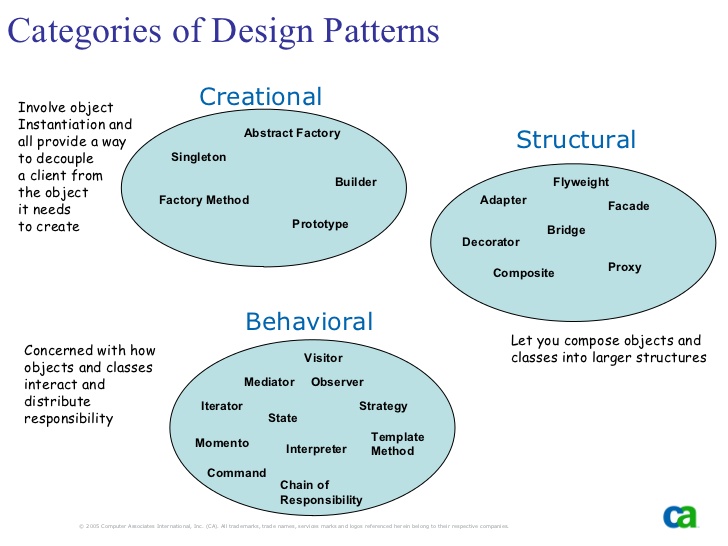 Categories of Design Patterns
Creational
Involve object
Instantiation and
all provide a way
to decouple
a client from
the object
it needs
to create
Abstract Factory
Singleton
Builder
Factory Method
Prototype
Structural
Flyweight
Adapter
Facade
Bridge
Decorator
Composite
Proxy
Let you compose objects and
classes into larger structures
Behavioral
Concerned with how
objects and classes
interact and
distribute
responsibility
Visitor
Mediator
Observer
Iterator
Strategy
State
Momento
Interpreter
Template
Method
Command
Chain of
Responsibility
© 2005 Computer Associates International, Inc. (CA). All trademarks, trade names, services marks and logos referenced herein belong to their respective companies.
ca